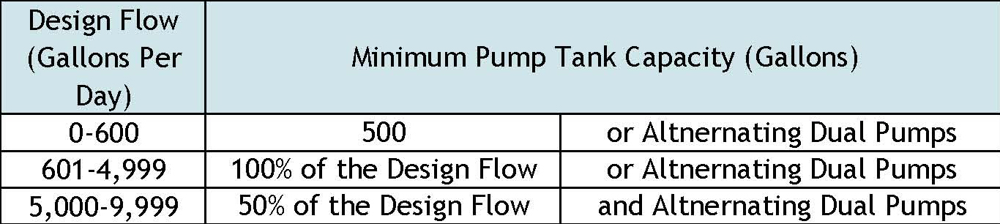 Design Flow
(Gallons Per
Day)
Minimum Pump Tank Capacity (Gallons)
0-600 500 or Altnernating Dual Pumps
601-4,999 100% of the Design Flow or Altnernating Dual Pumps
5,000-9,999 50% of the Design Flow and Altnernating Dual Pumps